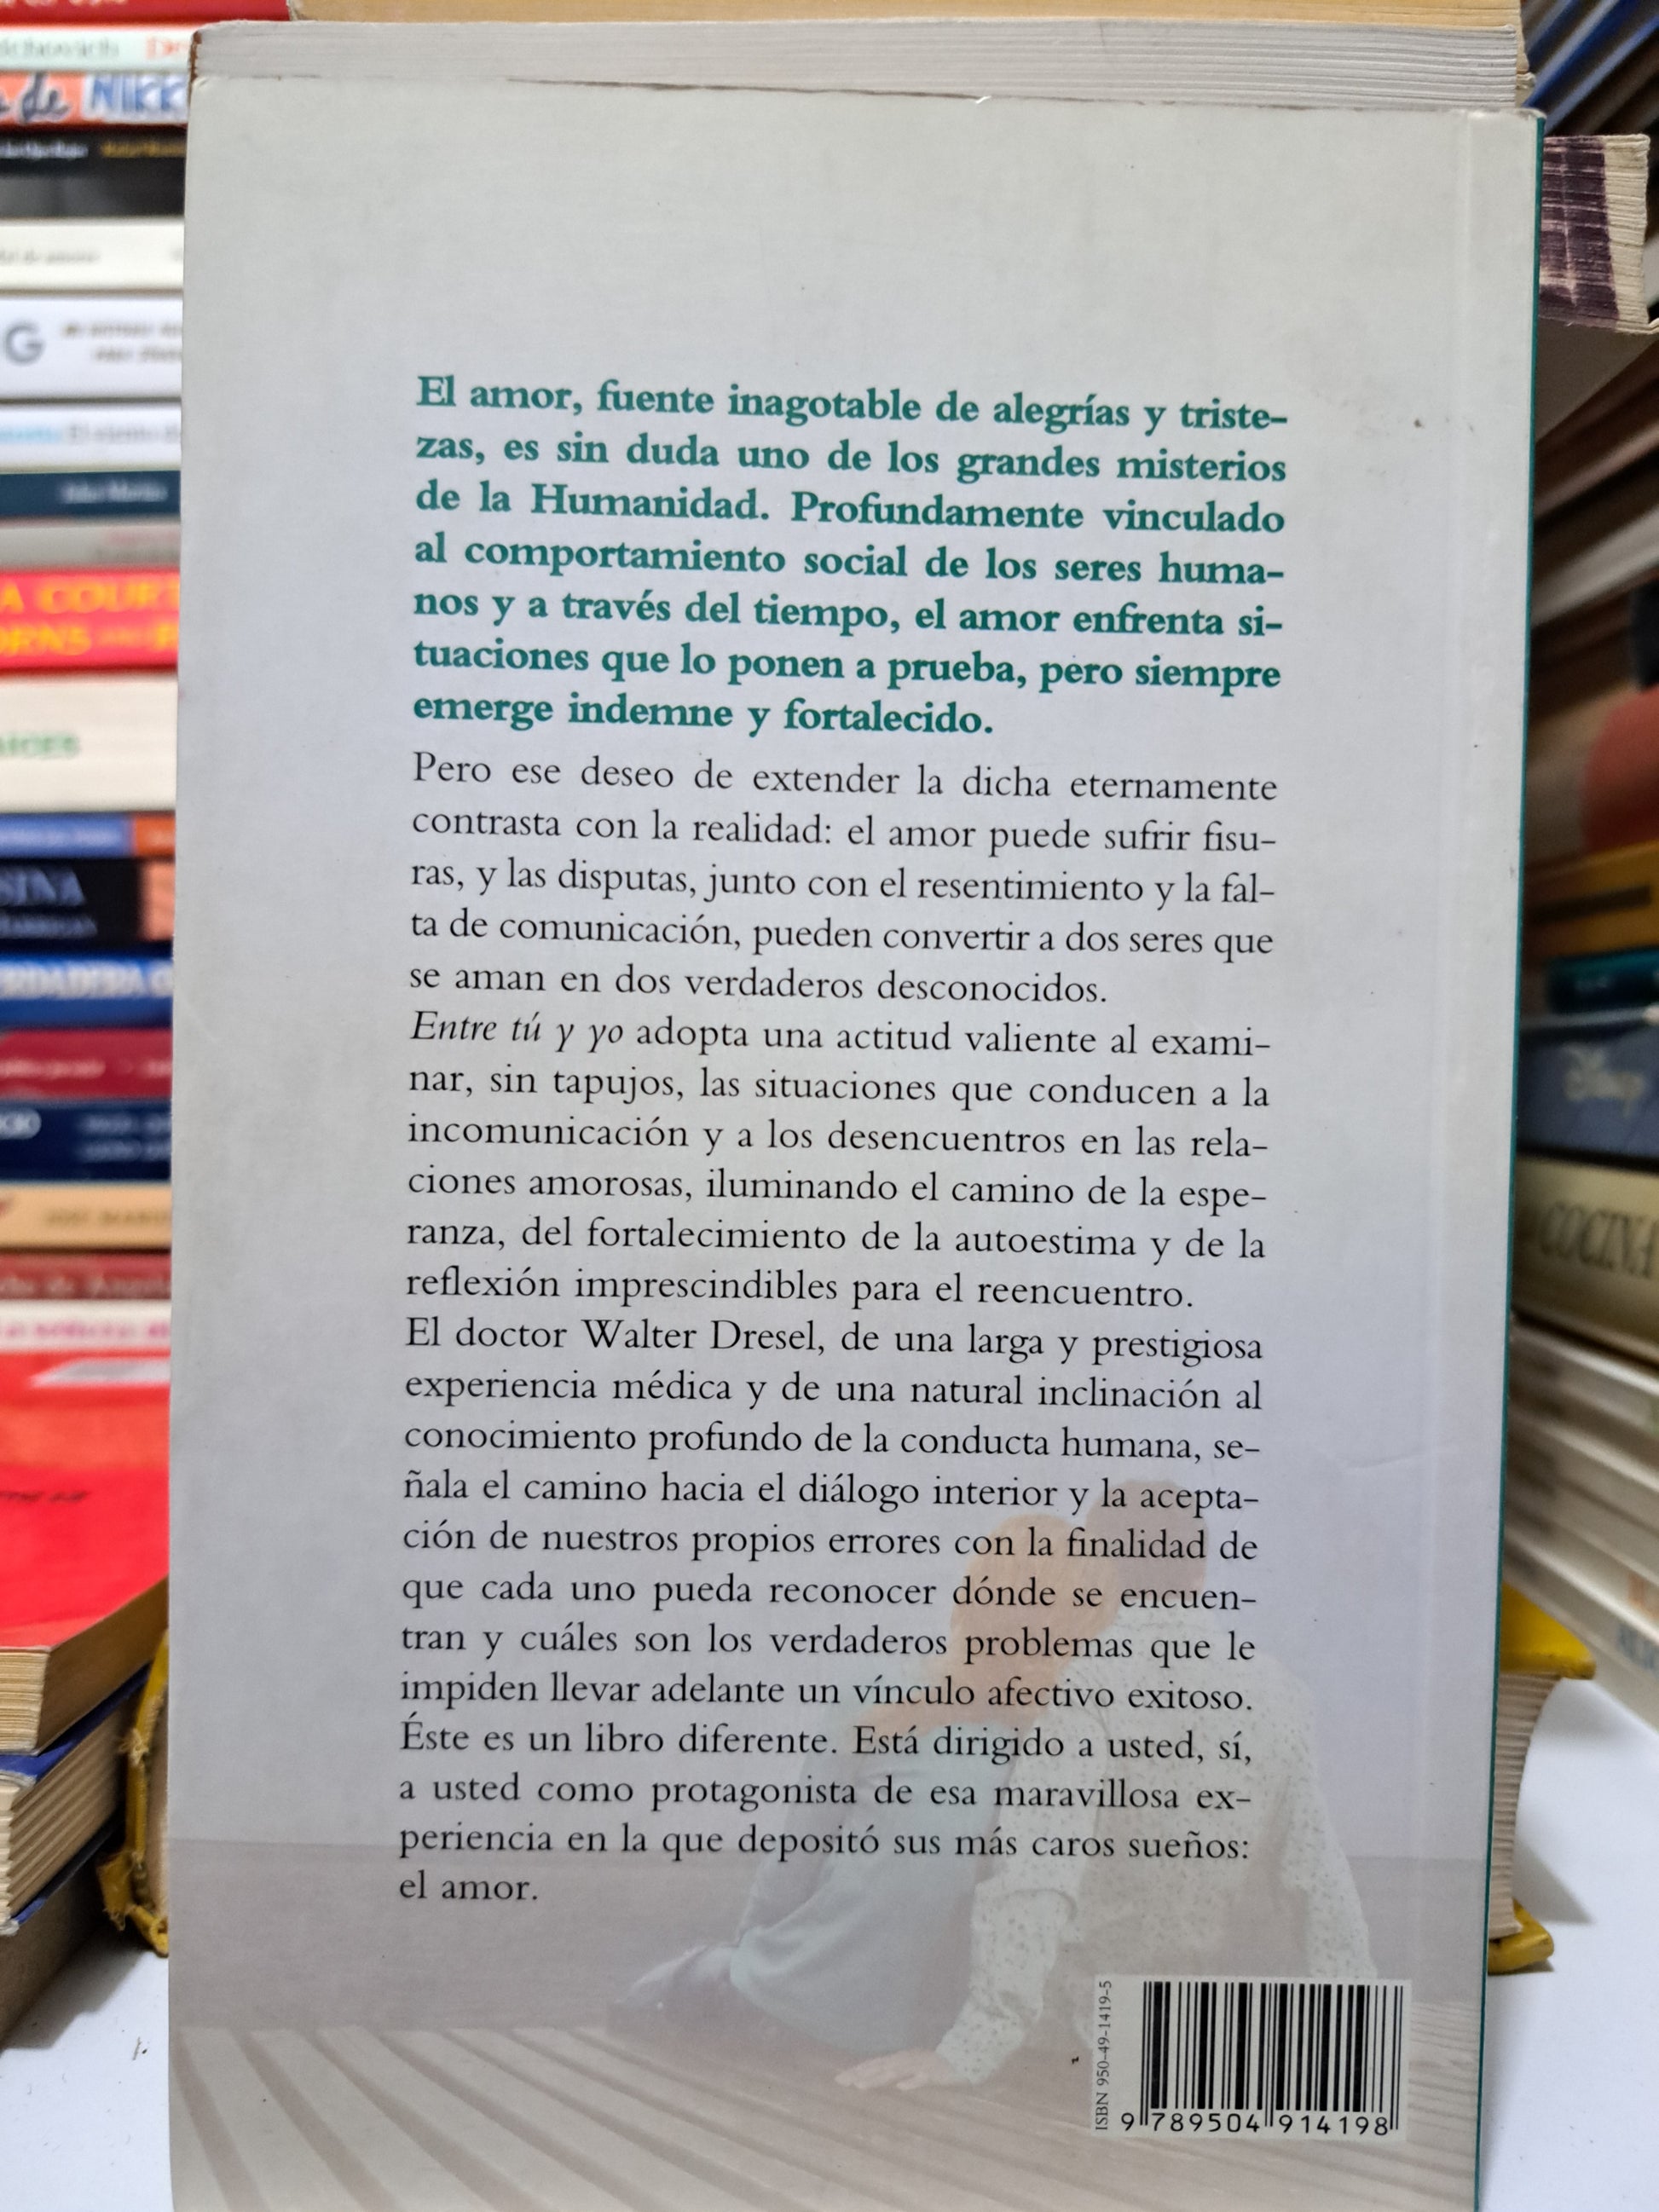 El amor, fuente inagotable de alegrías y triste-
zas, es sin duda uno de los grandes misterios
de la Humanidad. Profundamente vinculado
al comportamiento social de los seres huma-
nos y a través del tiempo, el amor enfrenta si-
tuaciones que lo ponen a prueba, pero siempre
emerge indemne y fortalecido.
Pero ese deseo de extender la dicha eternamente
contrasta con la realidad: el amor puede sufrir fisu-
ras, y las disputas, junto con el resentimiento y la fal-
ta de comunicación, pueden convertir a dos seres que
se aman en dos verdaderos desconocidos.
Entre tú y yo adopta una actitud valiente al exami-
nar, sin tapujos, las situaciones que conducen a la
incomunicación y a los desencuentros en las rela-
ciones amorosas, iluminando el camino de la espe-
ranza, del fortalecimiento de la autoestima y de la
reflexión imprescindibles para el reencuentro.
El doctor Walter Dresel, de una larga y prestigiosa
experiencia médica y de una natural inclinación al
conocimiento profundo de la conducta humana, se-
ñala el camino hacia el diálogo interior y la acepta-
ción de nuestros propios errores con la finalidad de
que cada uno pueda reconocer dónde se encuen-
tran y cuáles son los verdaderos problemas que le
impiden llevar adelante un vínculo afectivo exitoso.
Éste es un libro diferente. Está dirigido a usted, sí,
a usted como protagonista de esa maravillosa ex-
periencia en la que depositó sus más caros sueños:
el amor.
ISBN 950-49-1419-5
9 789504 914198
de NIKK
G
A COURT
Disney
COCINA